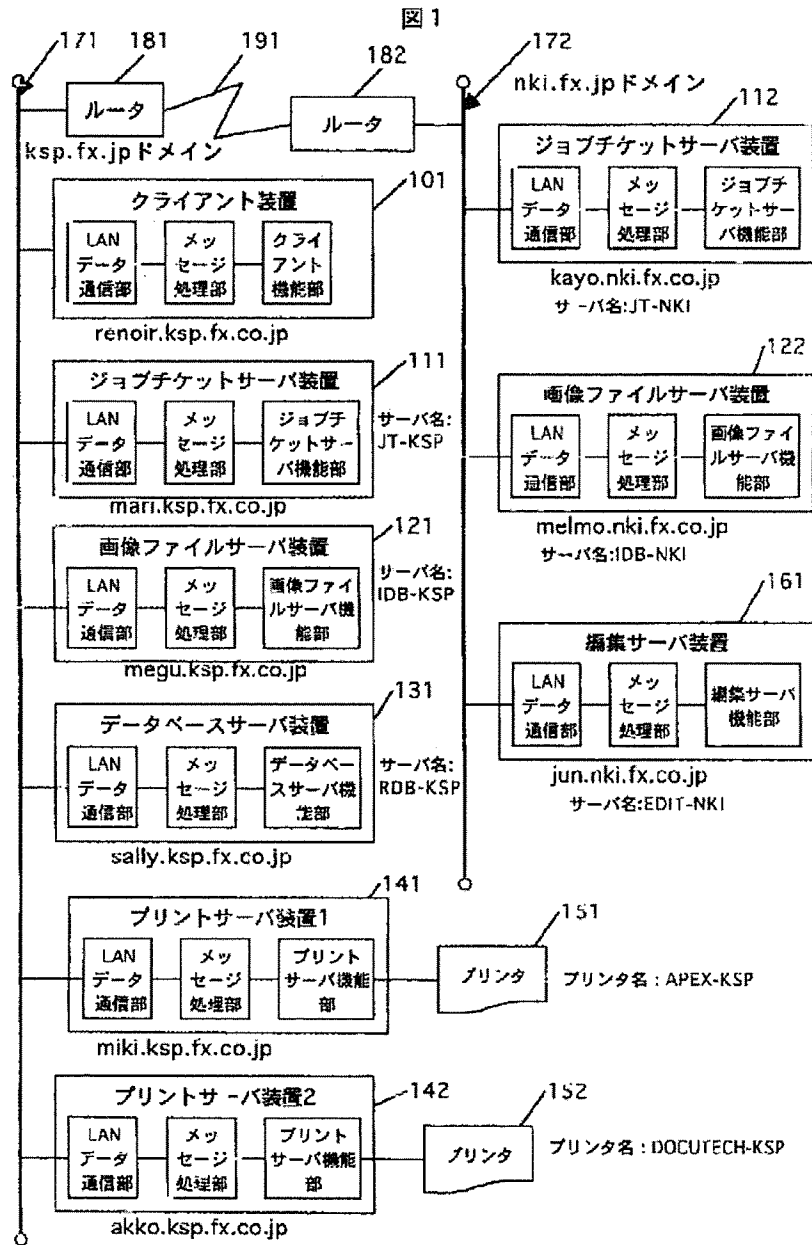 図1
171
181
191
182
172
nki.fx.jpドメイン
ルータ
ルータ
ksp.fx.jpドメイン
101
クライアント装置
LAN
データ
通信部
メッ
セージ
処理部
クライ
アント
機能部
renoir.ksp.fx.co.jp
111
ジョブチケットサーバ装置
LAN
データ
通信部
メッ
セージ
処理部
ジョブチ
ケットサー
バ機能部
サーバ名:
JT-KSP
mari.ksp.fx.co.jp
121
画像ファイルサーバ装置
LAN
データ
通信部
メッ
セージ
処理部
画像ファイ
ルサーバ機
能部
サーバ名:
IDB-KSP
megu.ksp.fx.co.jp
131
データベースサーバ装置
LAN
データ
通信部
メッ
セージ
処理部
データベー
スサーバ機
能部
サーバ名:
RDB-KSP
sally.ksp.fx.co.jp
141
プリントサーバ装置1
LAN
データ
通信部
メッ
セージ
処理部
プリント
サーバ機能
部
miki.ksp.fx.co.jp
151
プリンタ
プリンタ名：APEX-KSP
142
プリントサーバ装置2
LAN
データ
通信部
メッ
セージ
処理部
プリント
サーバ機能
部
akko.ksp.fx.co.jp
152
プリンタ
プリンタ名：DOCUTECH-KSP
112
ジョブチケットサーバ装置
LAN
データ
通信部
メッ
セージ
処理部
ジョブチ
ケットサー
バ機能部
kayo.nki.fx.co.jp
サーバ名:JT-NKI
122
画像ファイルサーバ装置
LAN
データ
通信部
メッ
セージ
処理部
画像ファイ
ルサーバ機
能部
melmo.nki.fx.co.jp
サーバ名:IDB-NKI
161
編集サーバ装置
LAN
データ
通信部
メッ
セージ
処理部
編集サーバ
機能部
jun.nki.fx.co.jp
サーバ名:EDIT-NKI